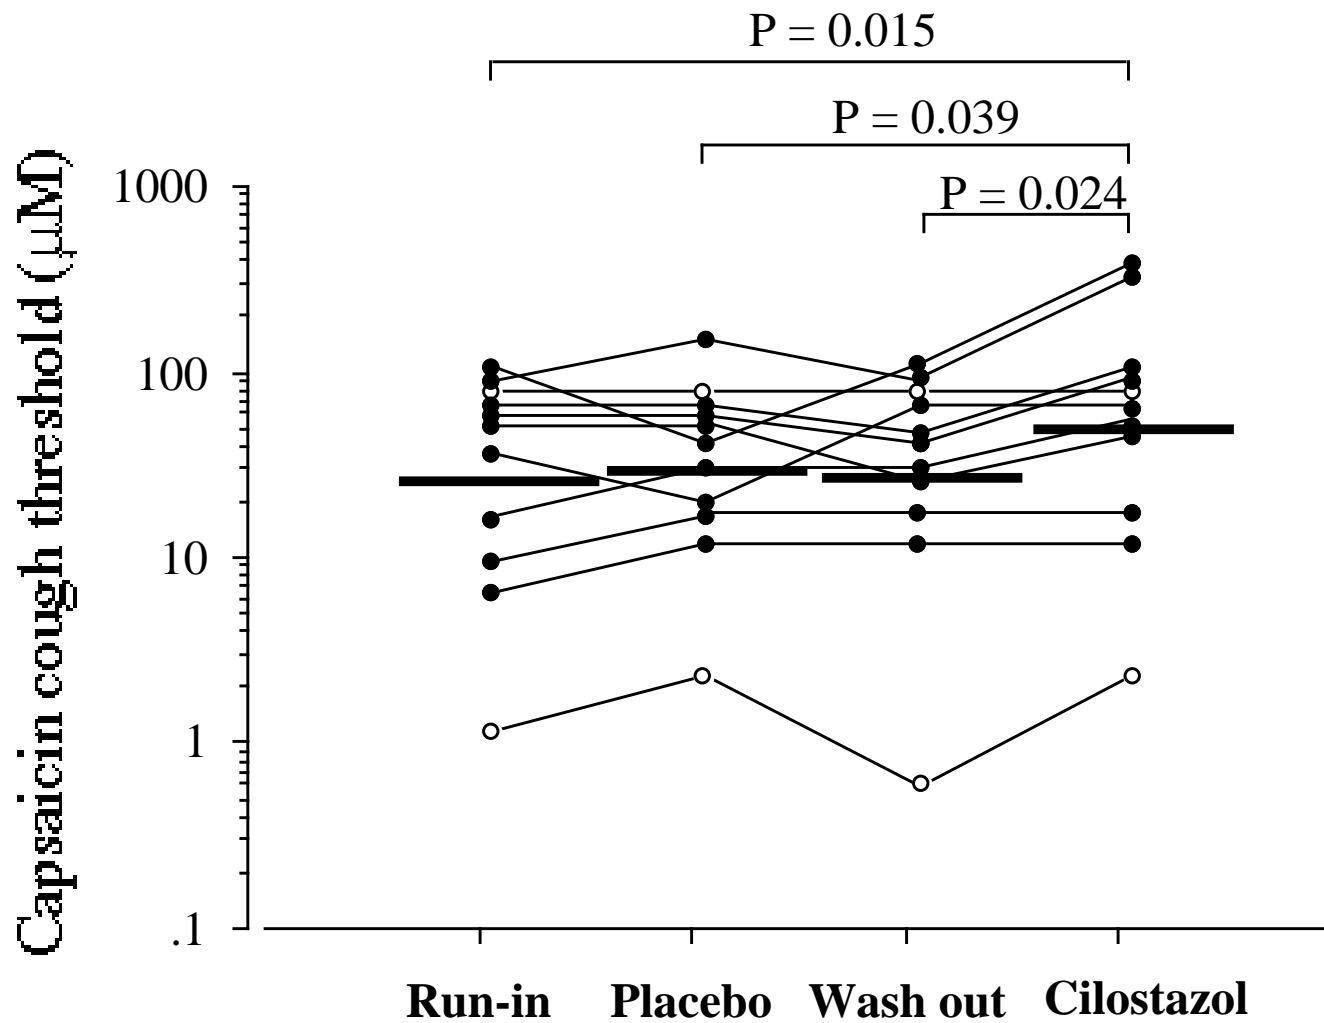 P = 0.015
P = 0.039
P = 0.024
Capsaicin cough threshold (μM)
1000
100
10
1
.1
Run-in Placebo Wash out Cilostazol